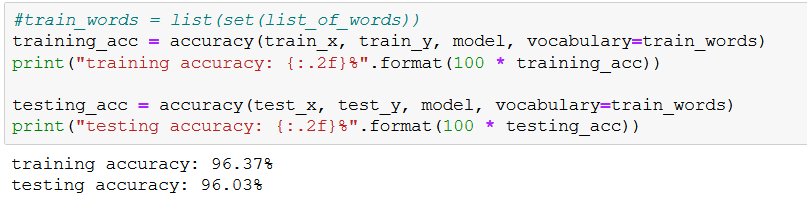 #train_words = list(set(list_of_words))
training_acc = accuracy(train_x, train_y, model, vocabulary=train_words)
print("training accuracy: {:.2f}%".format(100 * training_acc))
testing_acc = accuracy(test_x, test_y, model, vocabulary=train_words)
print("testing accuracy: {:.2f}%".format(100 * testing_acc))
training accuracy: 96.37%
testing accuracy: 96.03%